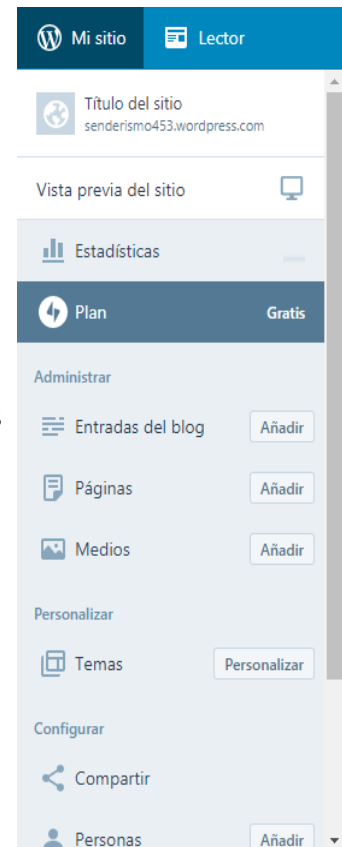 Mi sitio Lector
Título del sitio
senderismo453.wordpress.com
Vista previa del sitio
Estadísticas
Plan Gratis
Administrar
Entradas del blog Añadir
Páginas Añadir
Medios Añadir
Personalizar
Temas Personalizar
Configurar
Compartir
Personas Añadir